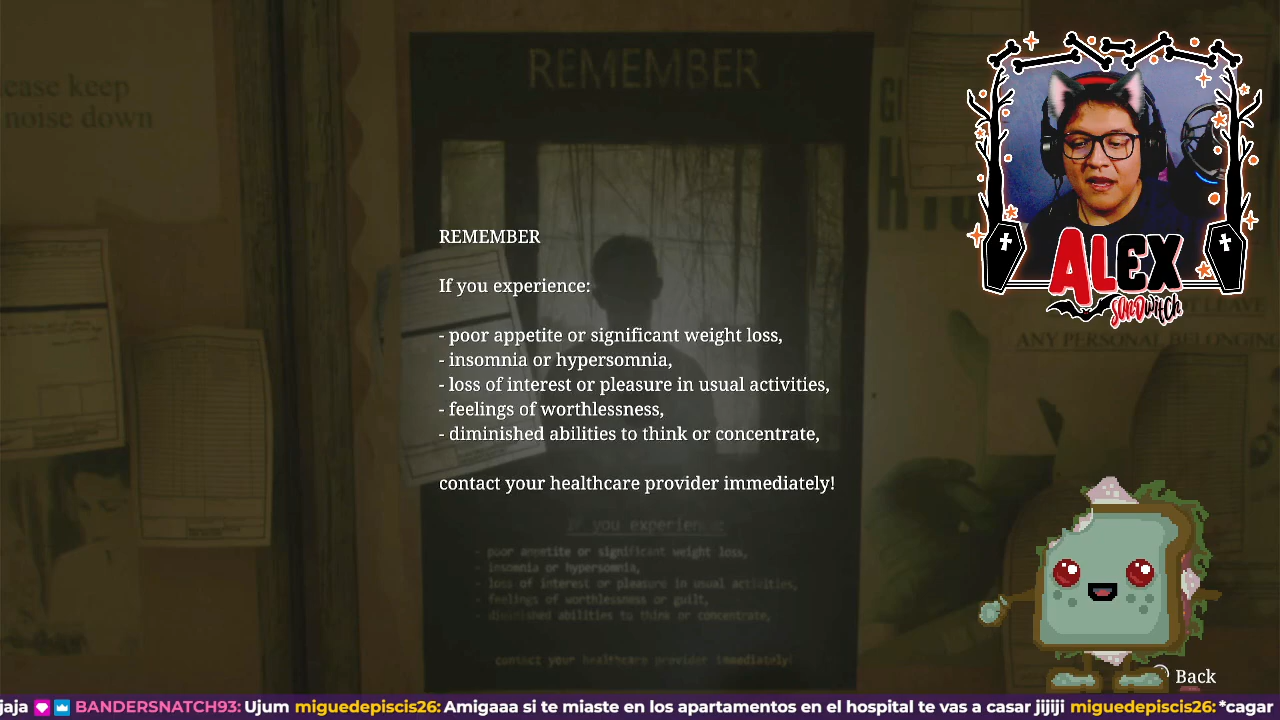 REMEMBER
ease keep
noise down
REMEMBER
If you experience:
- poor appetite or significant weight loss,
- insomnia or hypersomnia,
- loss of interest or pleasure in usual activities,
- feelings of worthlessness,
- diminished abilities to think or concentrate,
contact your healthcare provider immediately!
If you experience:
- poor appetite or significant weight loss,
- insomnia or hypersomnia,
- loss of interest or pleasure in usual activities,
- feelings of worthlessness or guilt,
- diminished abilities to think or concentrate,
contact your healthcare provider immediately!
ALEX
SANDWITCH
LEAVE
ANY PERSONAL BELONGING
Back
jaja BANDERSNATCH93: Ujum miguedepiscis26: Amigaaa si te miaste en los apartamentos en el hospital te vas a casar jijiji miguedepiscis26: *cagar